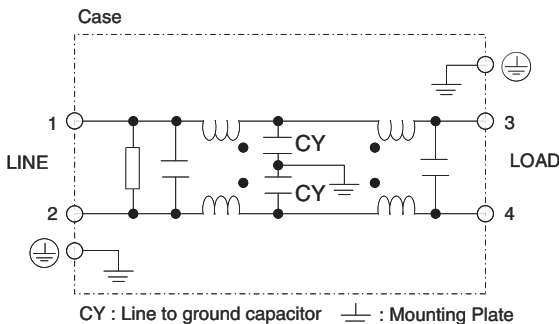 Case
1
3
CY
LINE
LOAD
CY
2
4
CY : Line to ground capacitor
: Mounting Plate